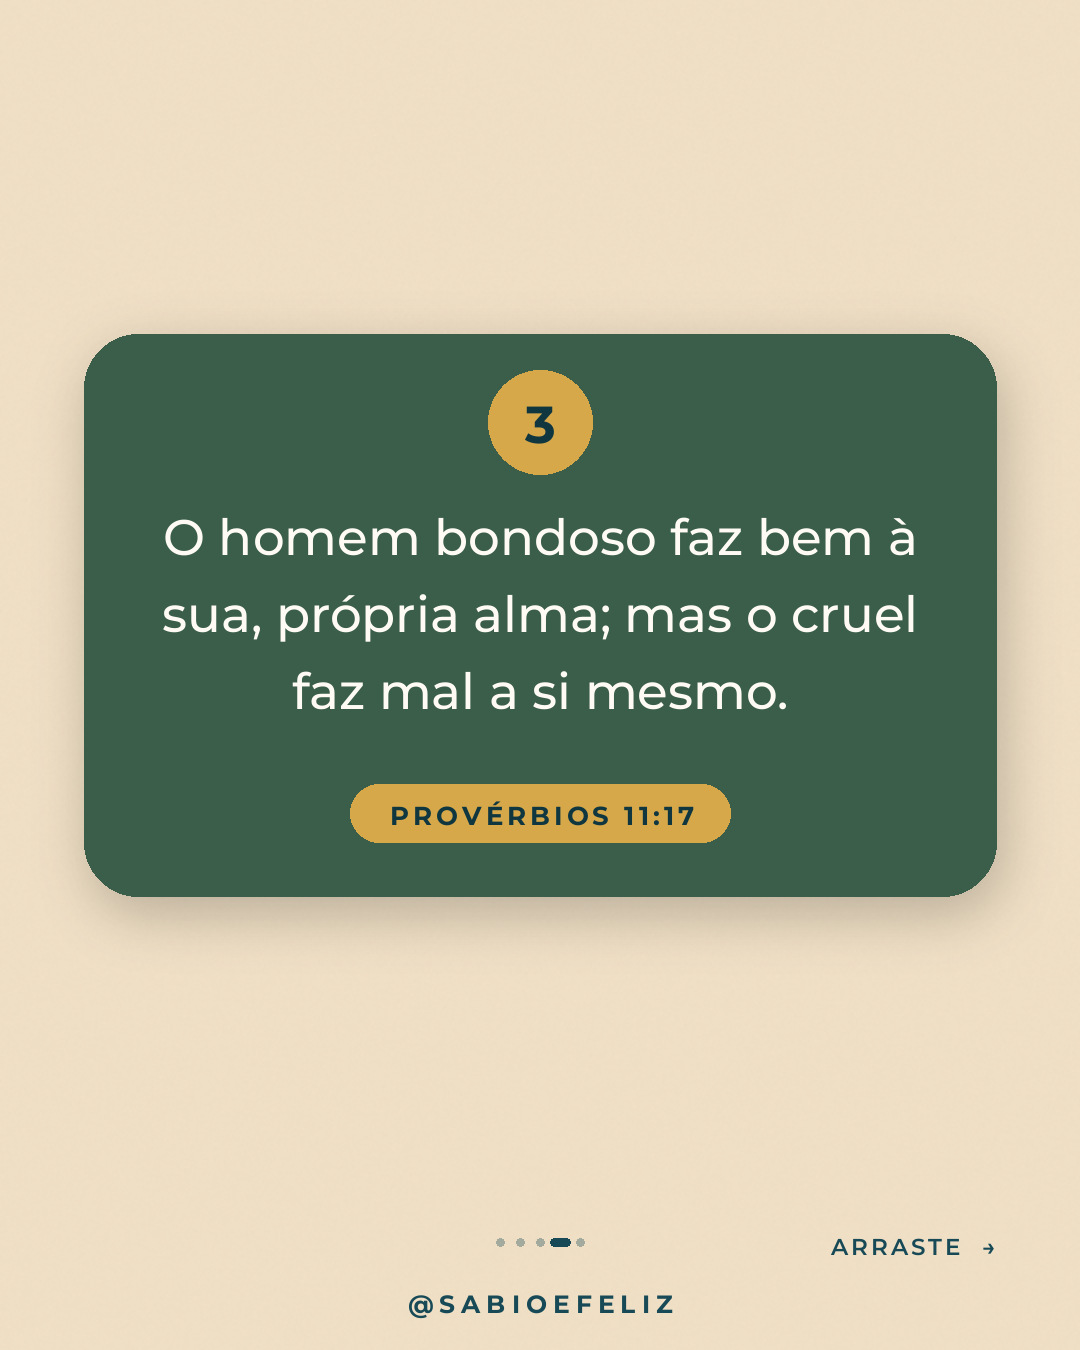 3
O homem bondoso faz bem à
sua, própria alma; mas o cruel
faz mal a si mesmo.
PROVÉRBIOS 11:17
ARRASTE →
@SABIOEFELIZ